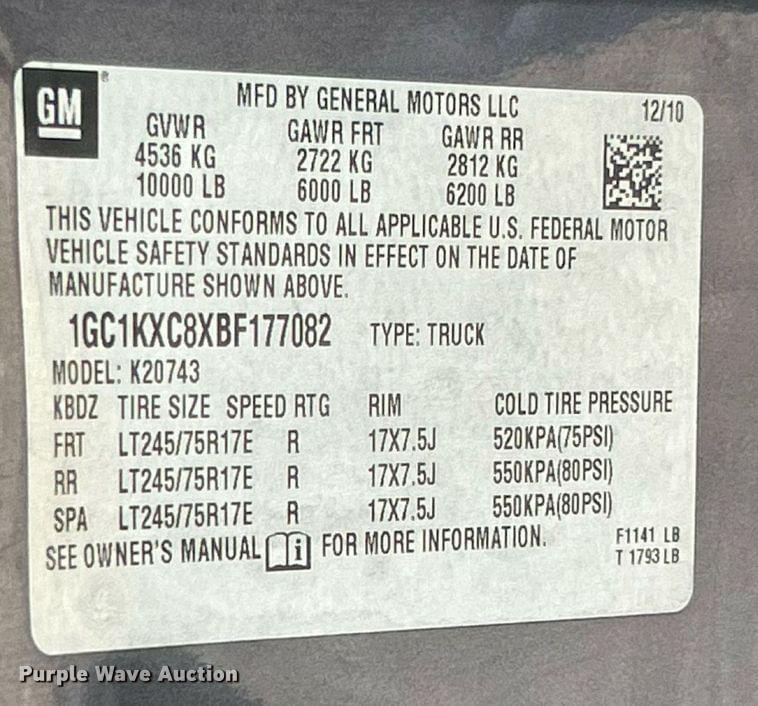 GM ®
MFD BY GENERAL MOTORS LLC 12/10
GVWR GAWR FRT GAWR RR
4536 KG 2722 KG 2812 KG
10000 LB 6000 LB 6200 LB
THIS VEHICLE CONFORMS TO ALL APPLICABLE U.S. FEDERAL MOTOR
VEHICLE SAFETY STANDARDS IN EFFECT ON THE DATE OF
MANUFACTURE SHOWN ABOVE.
1GC1KXC8XBF177082 TYPE: TRUCK
MODEL: K20743
KBDZ TIRE SIZE SPEED RTG RIM COLD TIRE PRESSURE
FRT LT245/75R17E R 17X7.5J 520KPA(75PSI)
RR LT245/75R17E R 17X7.5J 550KPA(80PSI)
SPA LT245/75R17E R 17X7.5J 550KPA(80PSI)
SEE OWNER'S MANUAL i FOR MORE INFORMATION.
F1141 LB
T 1793 LB
Purple Wave Auction